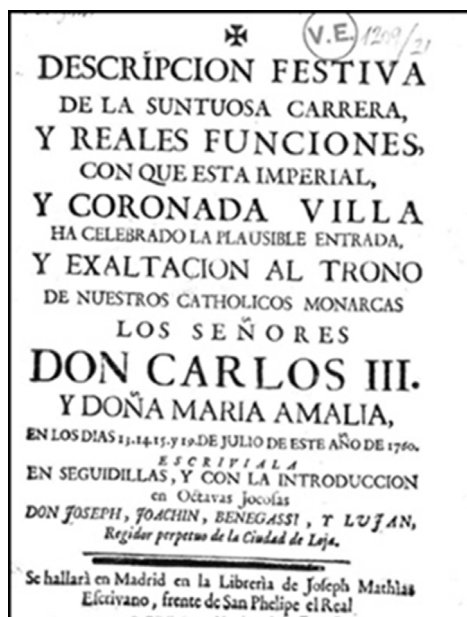 V.E. 1209/21
DESCRÍPCION FESTIVA
DE LA SUNTUOSA CARRERA,
Y REALES FUNCIONES,
CON QUE ESTA IMPERIAL,
Y CORONADA VILLA
HA CELEBRADO LA PLAUSIBLE ENTRADA,
Y EXALTACION AL TRONO
DE NUESTROS CATHOLICOS MONARCAS
LOS SEÑORES
DON CARLOS III.
Y DOÑA MARIA AMALIA,
EN LOS DIAS 13.14.15.y 19.DE JULIO DE ESTE AÑO DE 1760.
ESCRIVIALA
EN SEGUIDILLAS, Y CON LA INTRODUCCION
en Octavas Jocosas
DON JOSEPH, JOACHIN, BENEGASSI, Y LUJAN,
Regidor perpetuo de la Ciudad de Loja.
Se hallarà en Madrid en la Librerìa de Joseph Mathìas
Escrivano, frente de San Phelipe el Real